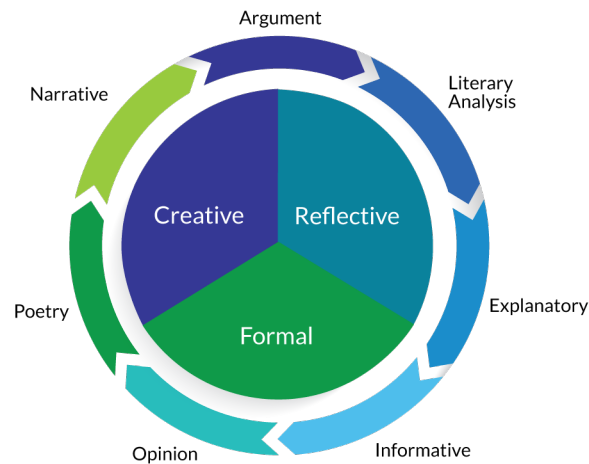 Argument
Literary
Analysis
Narrative
Creative
Reflective
Explanatory
Poetry
Formal
Informative
Opinion